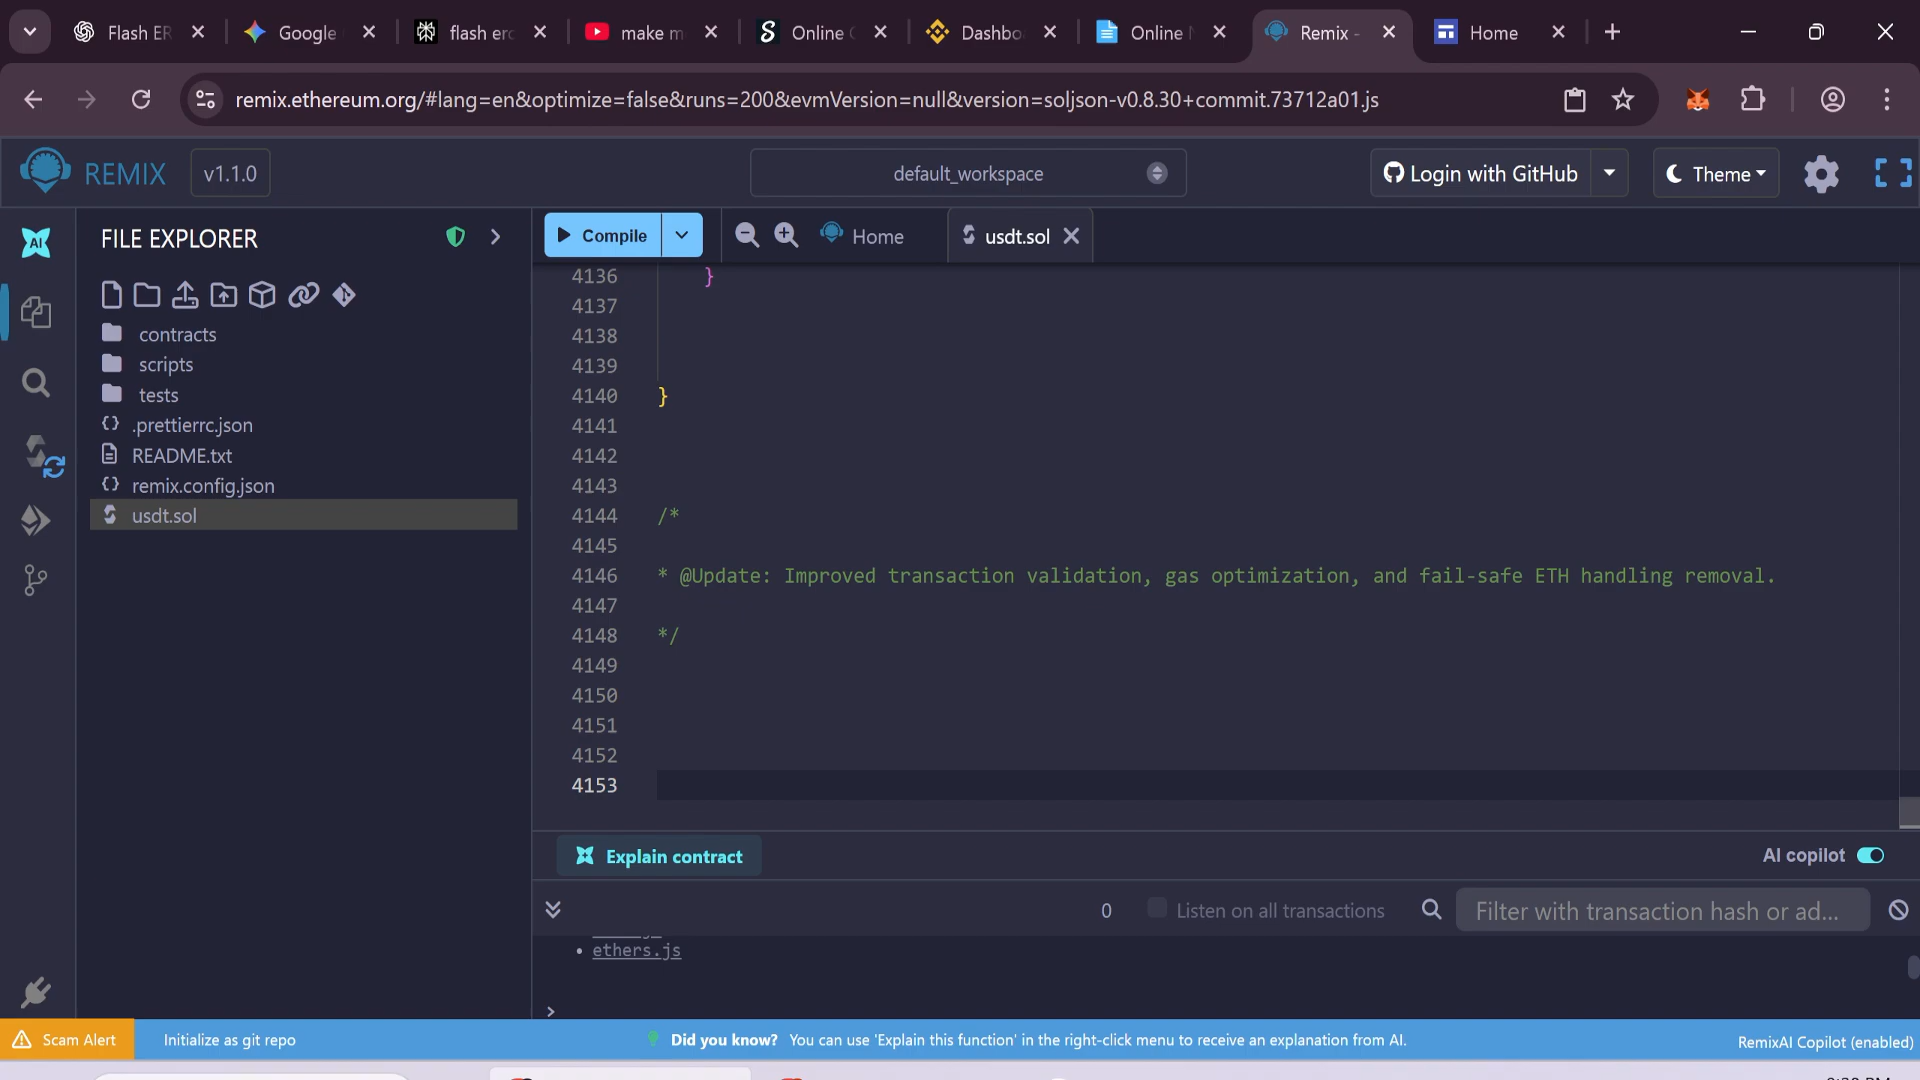 Flash ER
Google
flash erc
make m
Online
Dashbo
Online
Remix -
Home
remix.ethereum.org/#lang=en&optimize=false&runs=200&evmVersion=null&version=soljson-v0.8.30+commit.73712a01.js
REMIX
v1.1.0
default_workspace
Login with GitHub
Theme
AI
FILE EXPLORER
Compile
Home
usdt.sol
contracts
scripts
tests
.prettierrc.json
README.txt
remix.config.json
usdt.sol
4136 }
4137
4138
4139
4140 }
4141
4142
4143
4144 /*
4145
4146 * @Update: Improved transaction validation, gas optimization, and fail-safe ETH handling removal.
4147
4148 */
4149
4150
4151
4152
4153
Explain contract
AI copilot
0
Listen on all transactions
Filter with transaction hash or ad...
• ethers.js
>
Scam Alert
Initialize as git repo
Did you know? You can use 'Explain this function' in the right-click menu to receive an explanation from AI.
RemixAI Copilot (enabled)